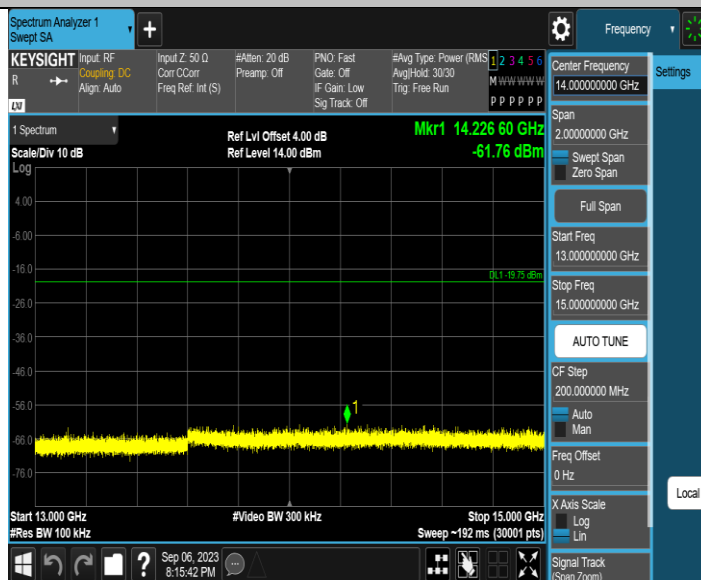 Spectrum Analyzer 1
Swept SA
Frequency
KEYSIGHT
R
LXI
Input: RF
Coupling: DC
Align: Auto
Input Z: 50 Ω
Corr CCorr
Freq Ref: Int (S)
#Atten: 20 dB
Preamp: Off
PNO: Fast
Gate: Off
IF Gain: Low
Sig Track: Off
#Avg Type: Power (RMS
Avg|Hold: 30/30
Trig: Free Run
1 2 3 4 5 6
M W W W W W
P P P P P P
1 Spectrum
Scale/Div 10 dB
Log
Ref Lvl Offset 4.00 dB
Ref Level 14.00 dBm
Mkr1 14.226 60 GHz
-61.76 dBm
4.00
-6.00
-16.0
DL1 -19.75 dBm
-26.0
-36.0
-46.0
-56.0
1
-66.0
-76.0
Start 13.000 GHz
#Res BW 100 kHz
#Video BW 300 kHz
Stop 15.000 GHz
Sweep ~192 ms (30001 pts)
Center Frequency
14.000000000 GHz
Settings
Span
2.00000000 GHz
Swept Span
Zero Span
Full Span
Start Freq
13.000000000 GHz
Stop Freq
15.000000000 GHz
AUTO TUNE
CF Step
200.000000 MHz
Auto
Man
Freq Offset
0 Hz
X Axis Scale
Log
Lin
Signal Track
(Span Zoom)
Local
?
Sep 06, 2023
8:15:42 PM